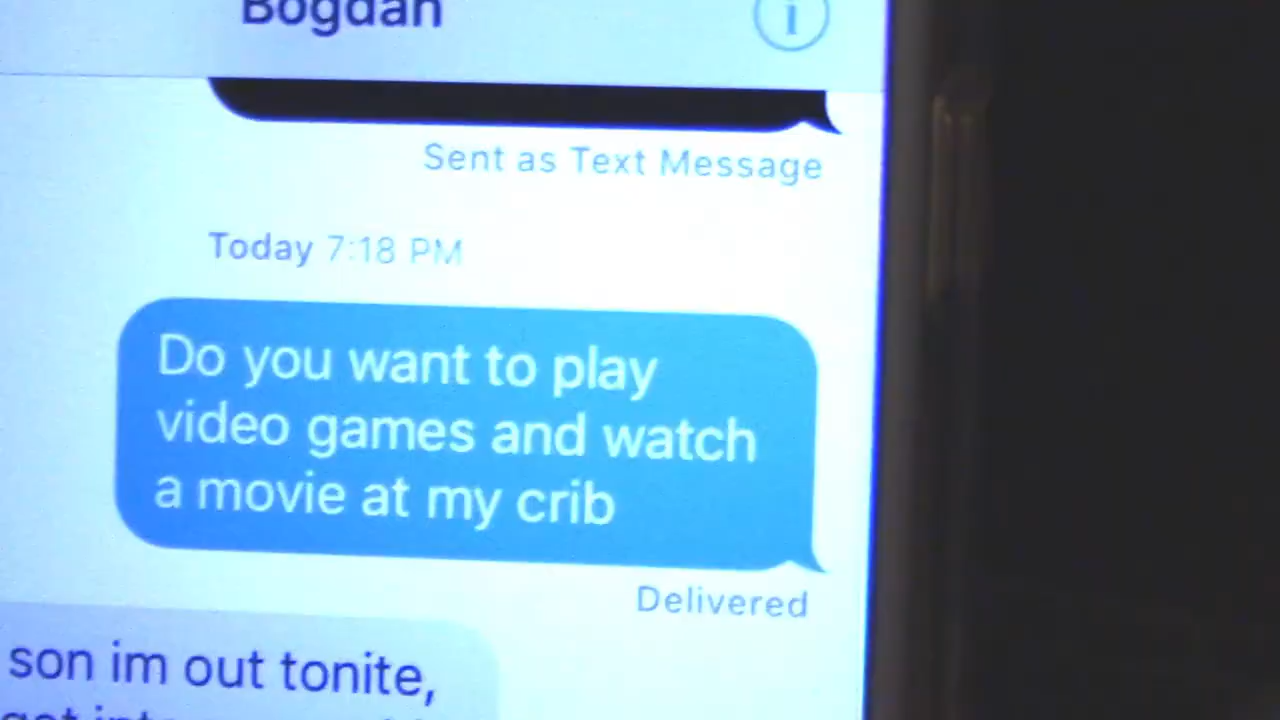 Bogdan
i
Sent as Text Message
Today 7:18 PM
Do you want to play
video games and watch
a movie at my crib
Delivered
son im out tonite,